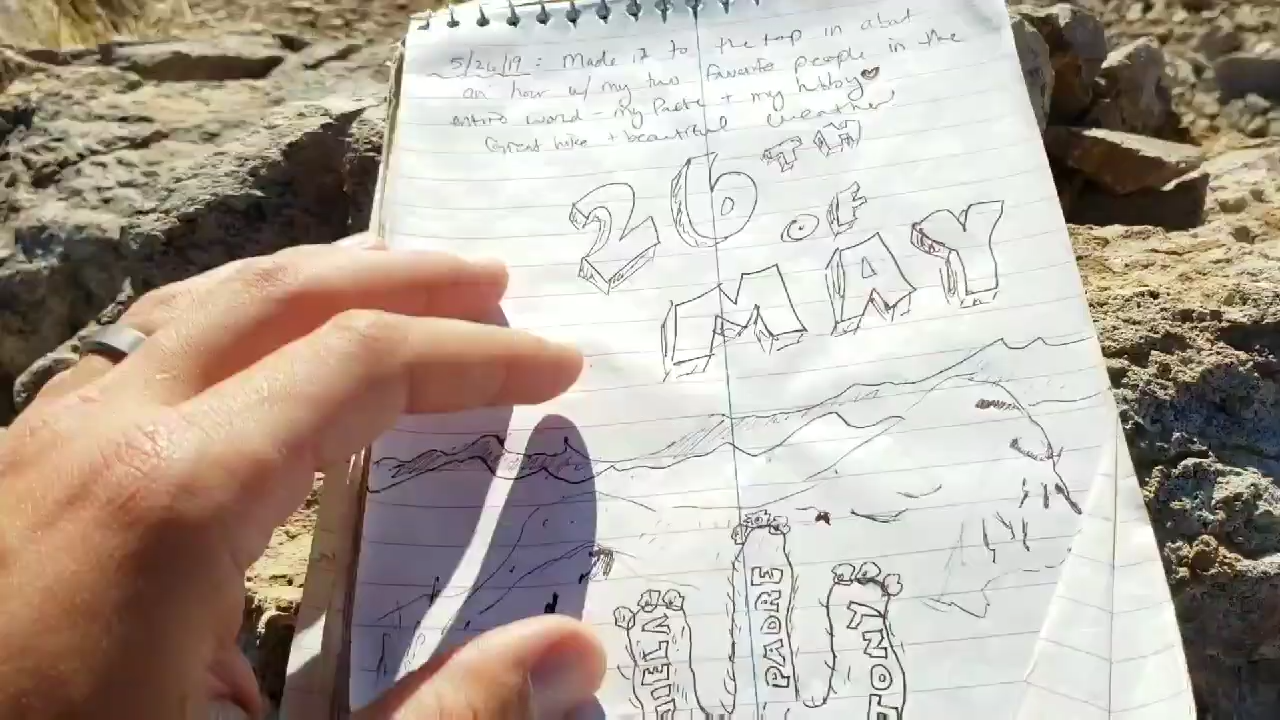 5/26/19: Made it to the top in about
an hour w/ my two favorite people in the
entire world - my Padre + my hubby♥
Great hike + beautiful weather
26TH OF
MAY
PADRE
TONY